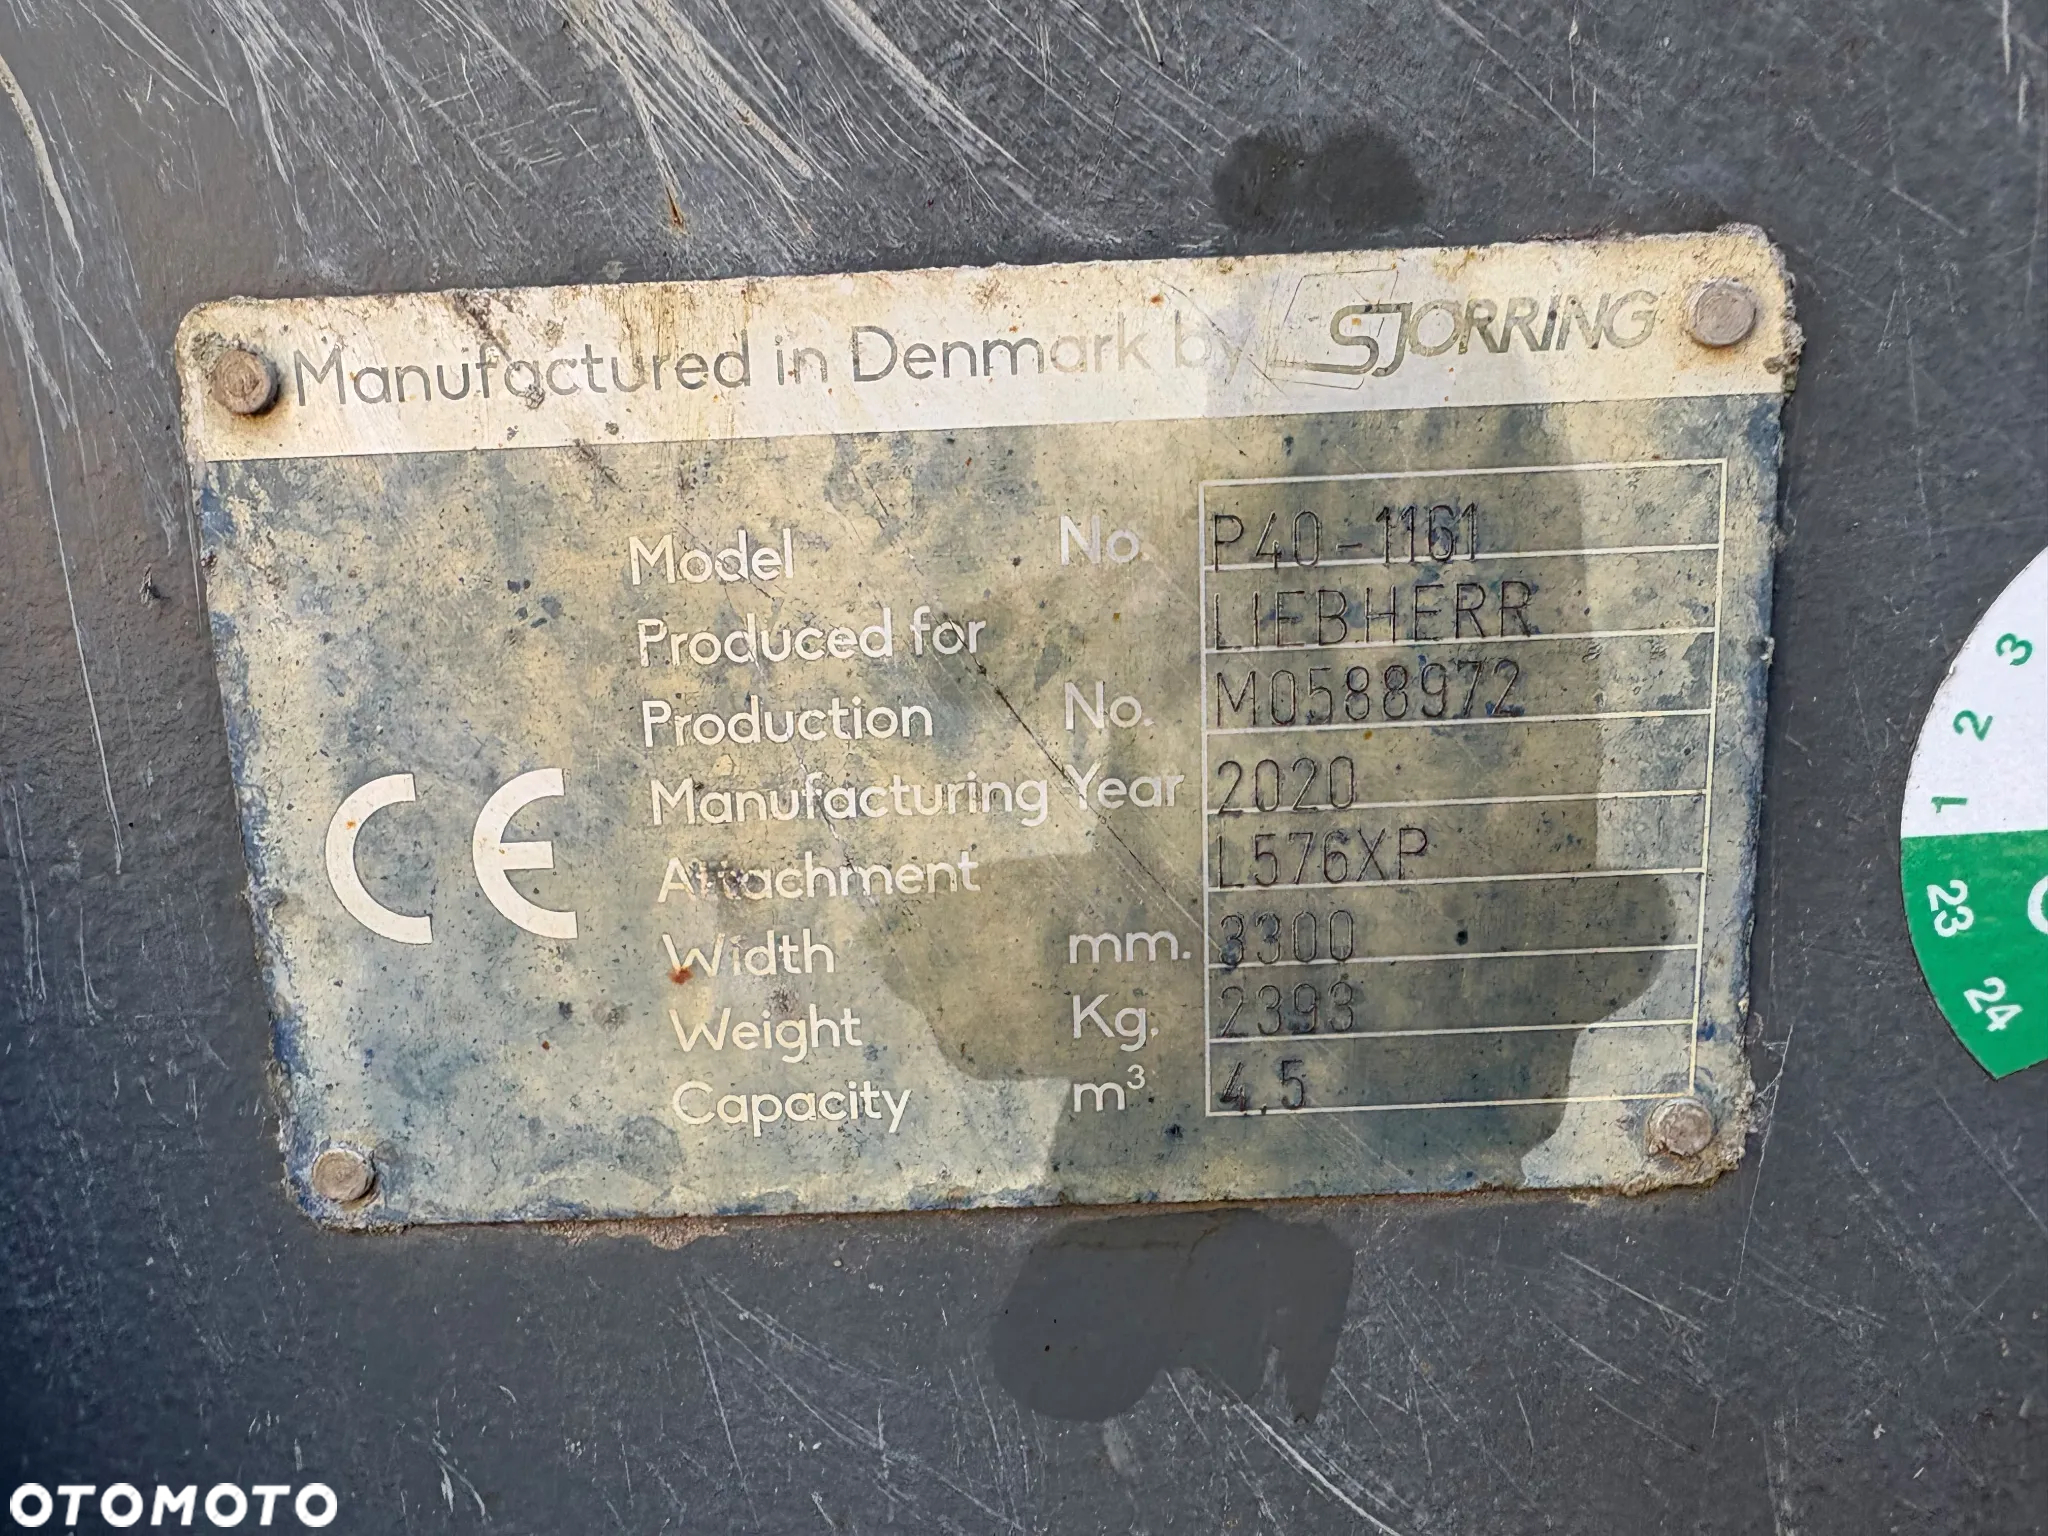 Manufactured in Denmark by SJORRING
Model No. P40-1161
Produced for LIEBHERR
Production No. M0588972
Manufacturing Year 2020
Attachment L576XP
Width mm. 3300
Weight Kg. 2393
Capacity m³ 4.5
CE
3
2
1
23
24
OTOMOTO